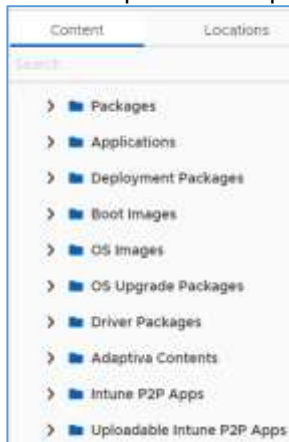 Content Locations
Search
Packages
Applications
Deployment Packages
Boot Images
OS Images
OS Upgrade Packages
Driver Packages
Adaptiva Contents
Intune P2P Apps
Uploadable Intune P2P Apps